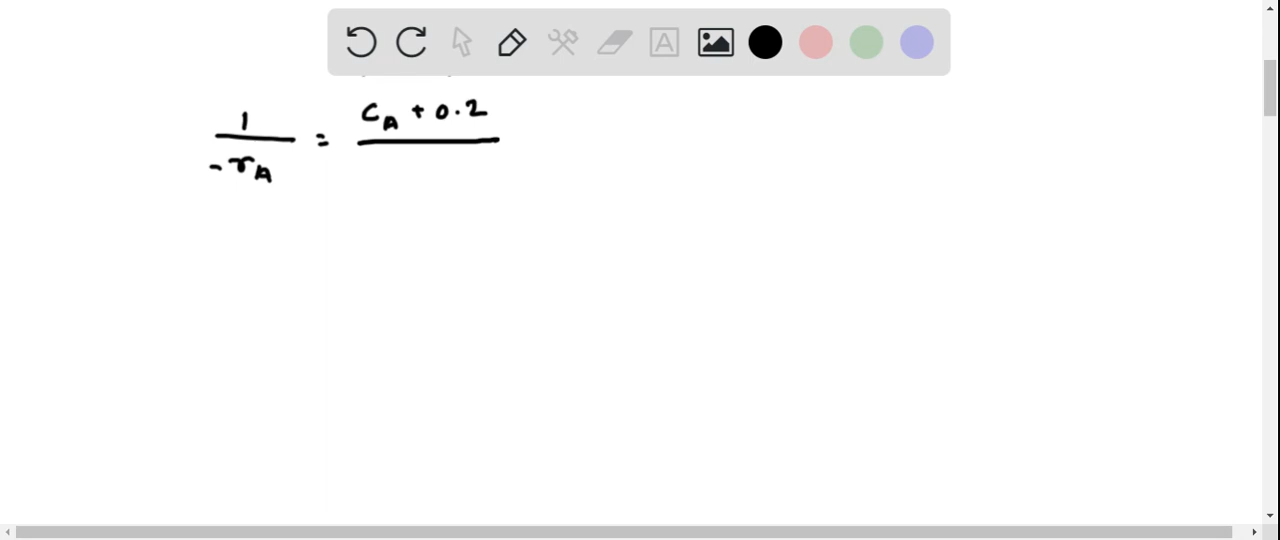 1 / -rA = CA + 0.2 /